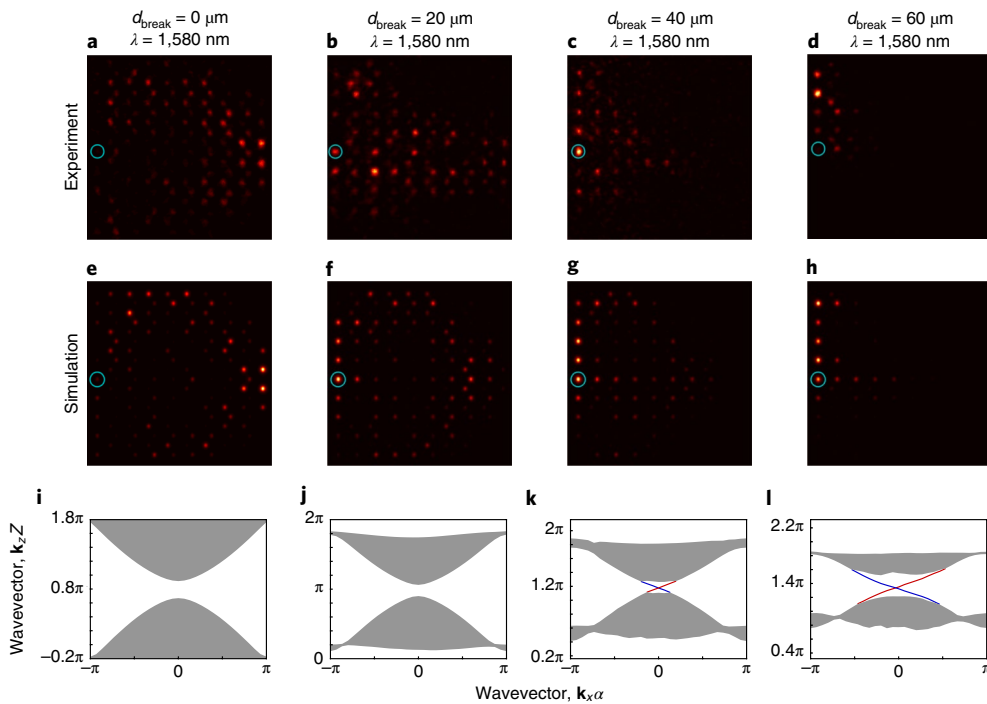 d_break = 0 μm
λ = 1,580 nm
d_break = 20 μm
λ = 1,580 nm
d_break = 40 μm
λ = 1,580 nm
d_break = 60 μm
λ = 1,580 nm
a
b
c
d
Experiment
e
f
g
h
Simulation
i
j
k
l
Wavevector, k_zZ
1.8π
0.8π
−0.2π
−π
0
π
2π
π
0
−π
0
π
2π
1.2π
0.2π
−π
0
π
2.2π
1.4π
0.4π
−π
0
π
Wavevector, k_xα